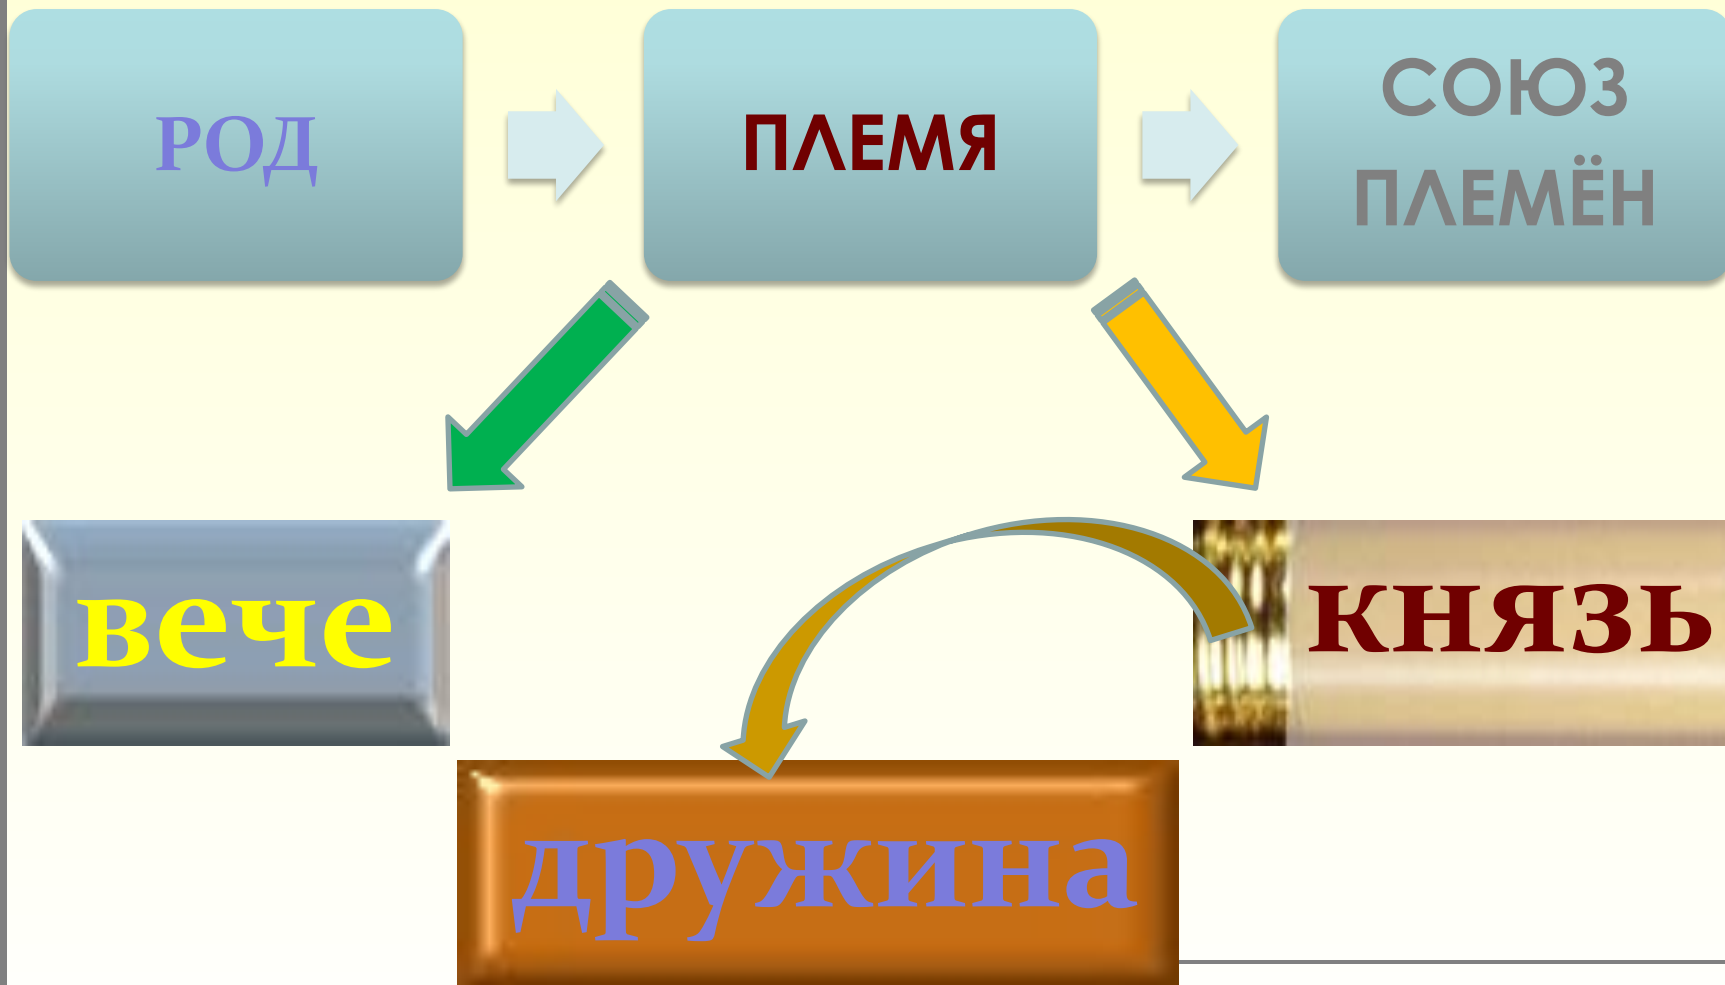 РОД
ПЛЕМЯ
СОЮЗ
ПЛЕМЁН
вече
князь
дружина